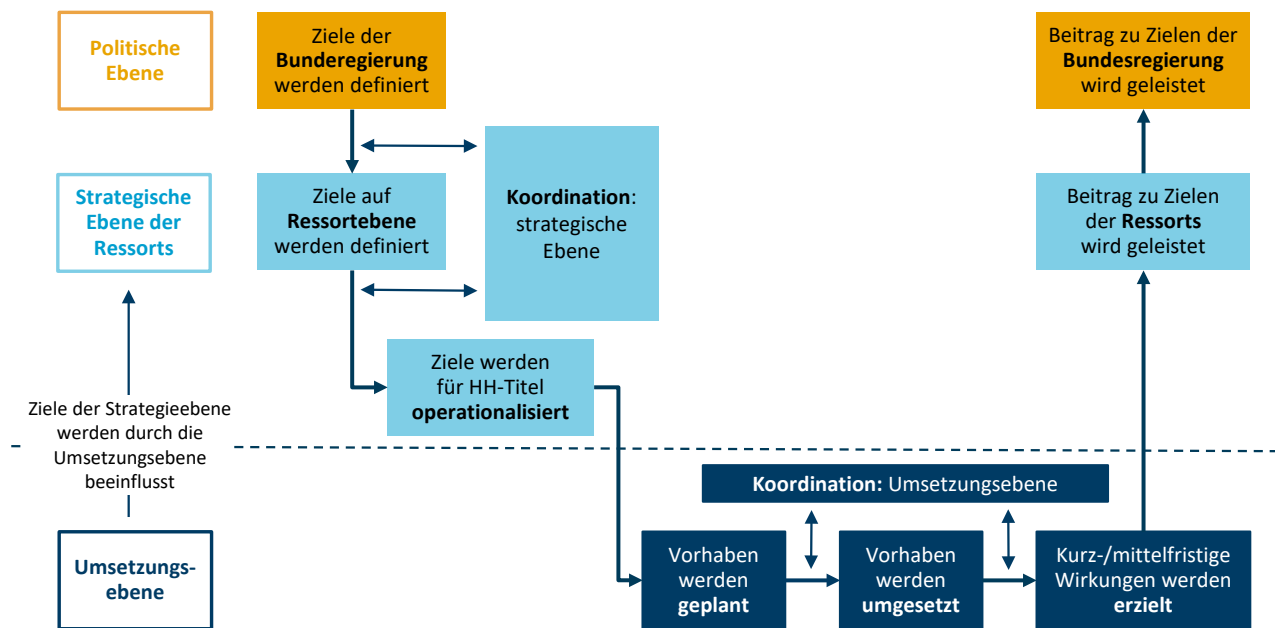 Politische
Ebene
Ziele der
Bunderegierung
werden definiert
Beitrag zu Zielen der
Bundesregierung
wird geleistet
Strategische
Ebene der
Ressorts
Ziele auf
Ressortebene
werden definiert
Koordination:
strategische
Ebene
Beitrag zu Zielen
der Ressorts
wird geleistet
Ziele werden
für HH-Titel
operationalisiert
Ziele der Strategieebene
werden durch die
Umsetzungsebene
beeinflusst
Koordination: Umsetzungsebene
Umsetzungs-
ebene
Vorhaben
werden
geplant
Vorhaben
werden
umgesetzt
Kurz-/mittelfristige
Wirkungen werden
erzielt